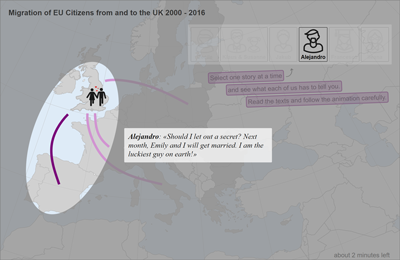 Migration of EU Citizens from and to the UK 2000 - 2016
Alejandro
Select one story at a time
and see what each of us has to tell you.
Read the texts and follow the animation carefully.
Alejandro: «Should I let out a secret? Next
month, Emily and I will get married. I am the
luckiest guy on earth!»
about 2 minutes left